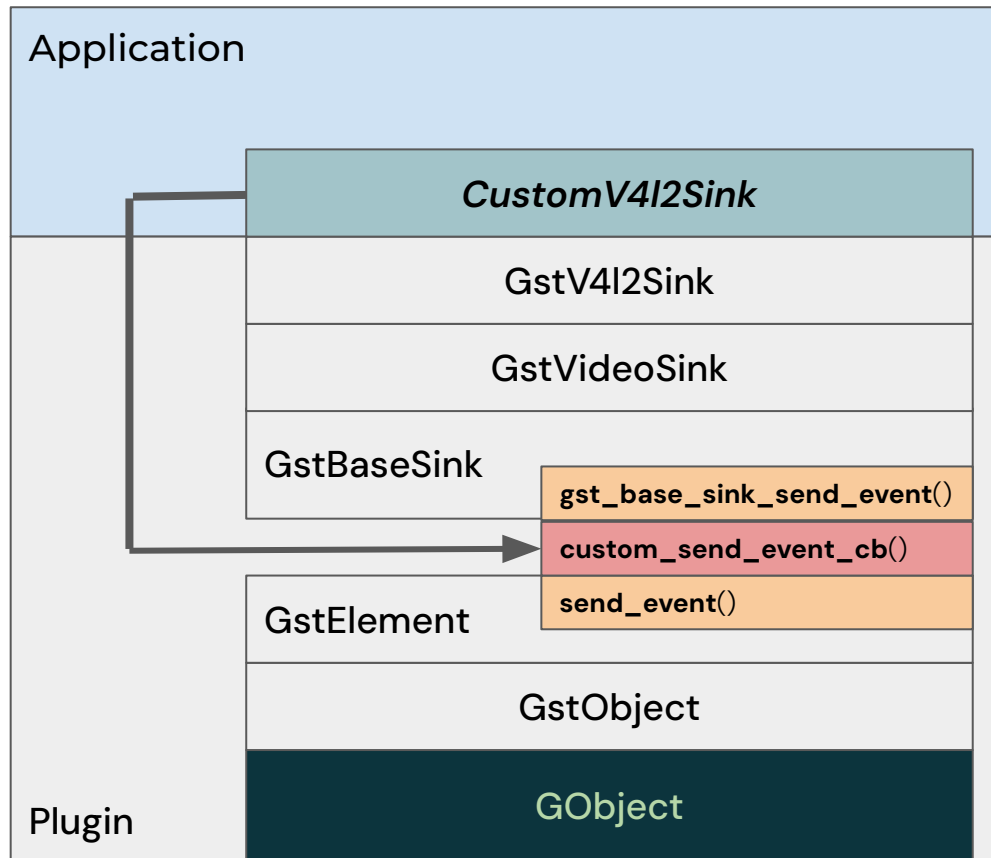 Application
CustomV4l2Sink
GstV4l2Sink
GstVideoSink
GstBaseSink
gst_base_sink_send_event()
custom_send_event_cb()
send_event()
GstElement
GstObject
GObject
Plugin